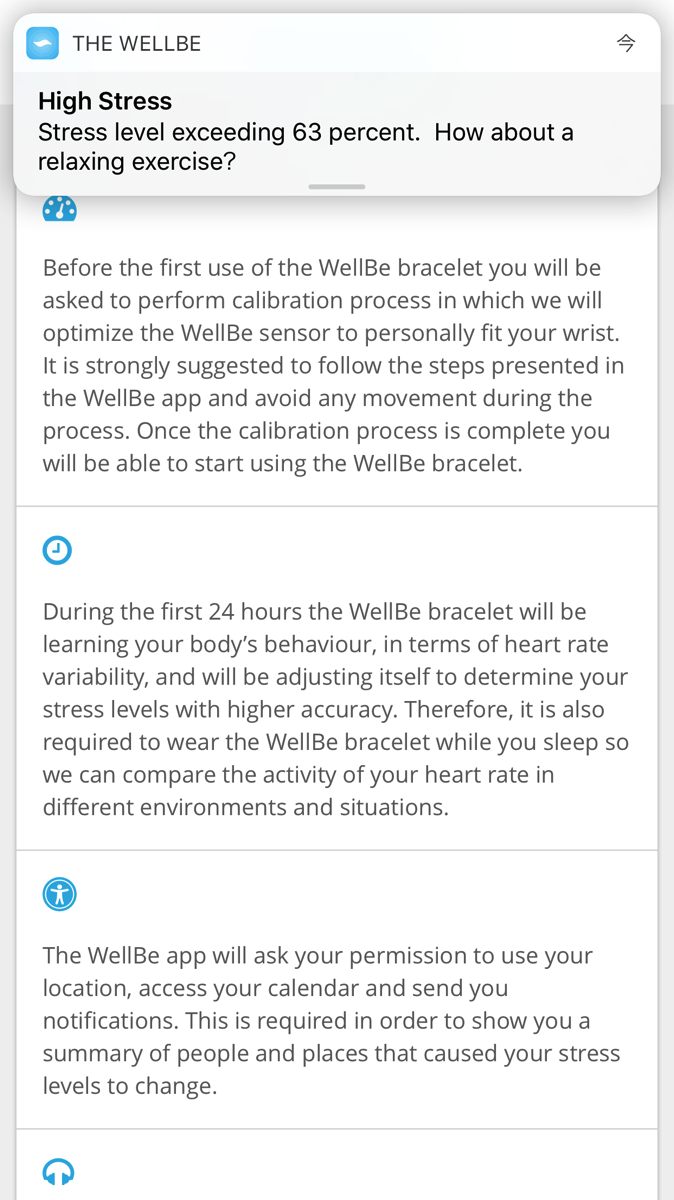 THE WELLBE
今
High Stress
Stress level exceeding 63 percent.  How about a
relaxing exercise?
Before the first use of the WellBe bracelet you will be
asked to perform calibration process in which we will
optimize the WellBe sensor to personally fit your wrist.
It is strongly suggested to follow the steps presented in
the WellBe app and avoid any movement during the
process. Once the calibration process is complete you
will be able to start using the WellBe bracelet.
During the first 24 hours the WellBe bracelet will be
learning your body’s behaviour, in terms of heart rate
variability, and will be adjusting itself to determine your
stress levels with higher accuracy. Therefore, it is also
required to wear the WellBe bracelet while you sleep so
we can compare the activity of your heart rate in
different environments and situations.
The WellBe app will ask your permission to use your
location, access your calendar and send you
notifications. This is required in order to show you a
summary of people and places that caused your stress
levels to change.